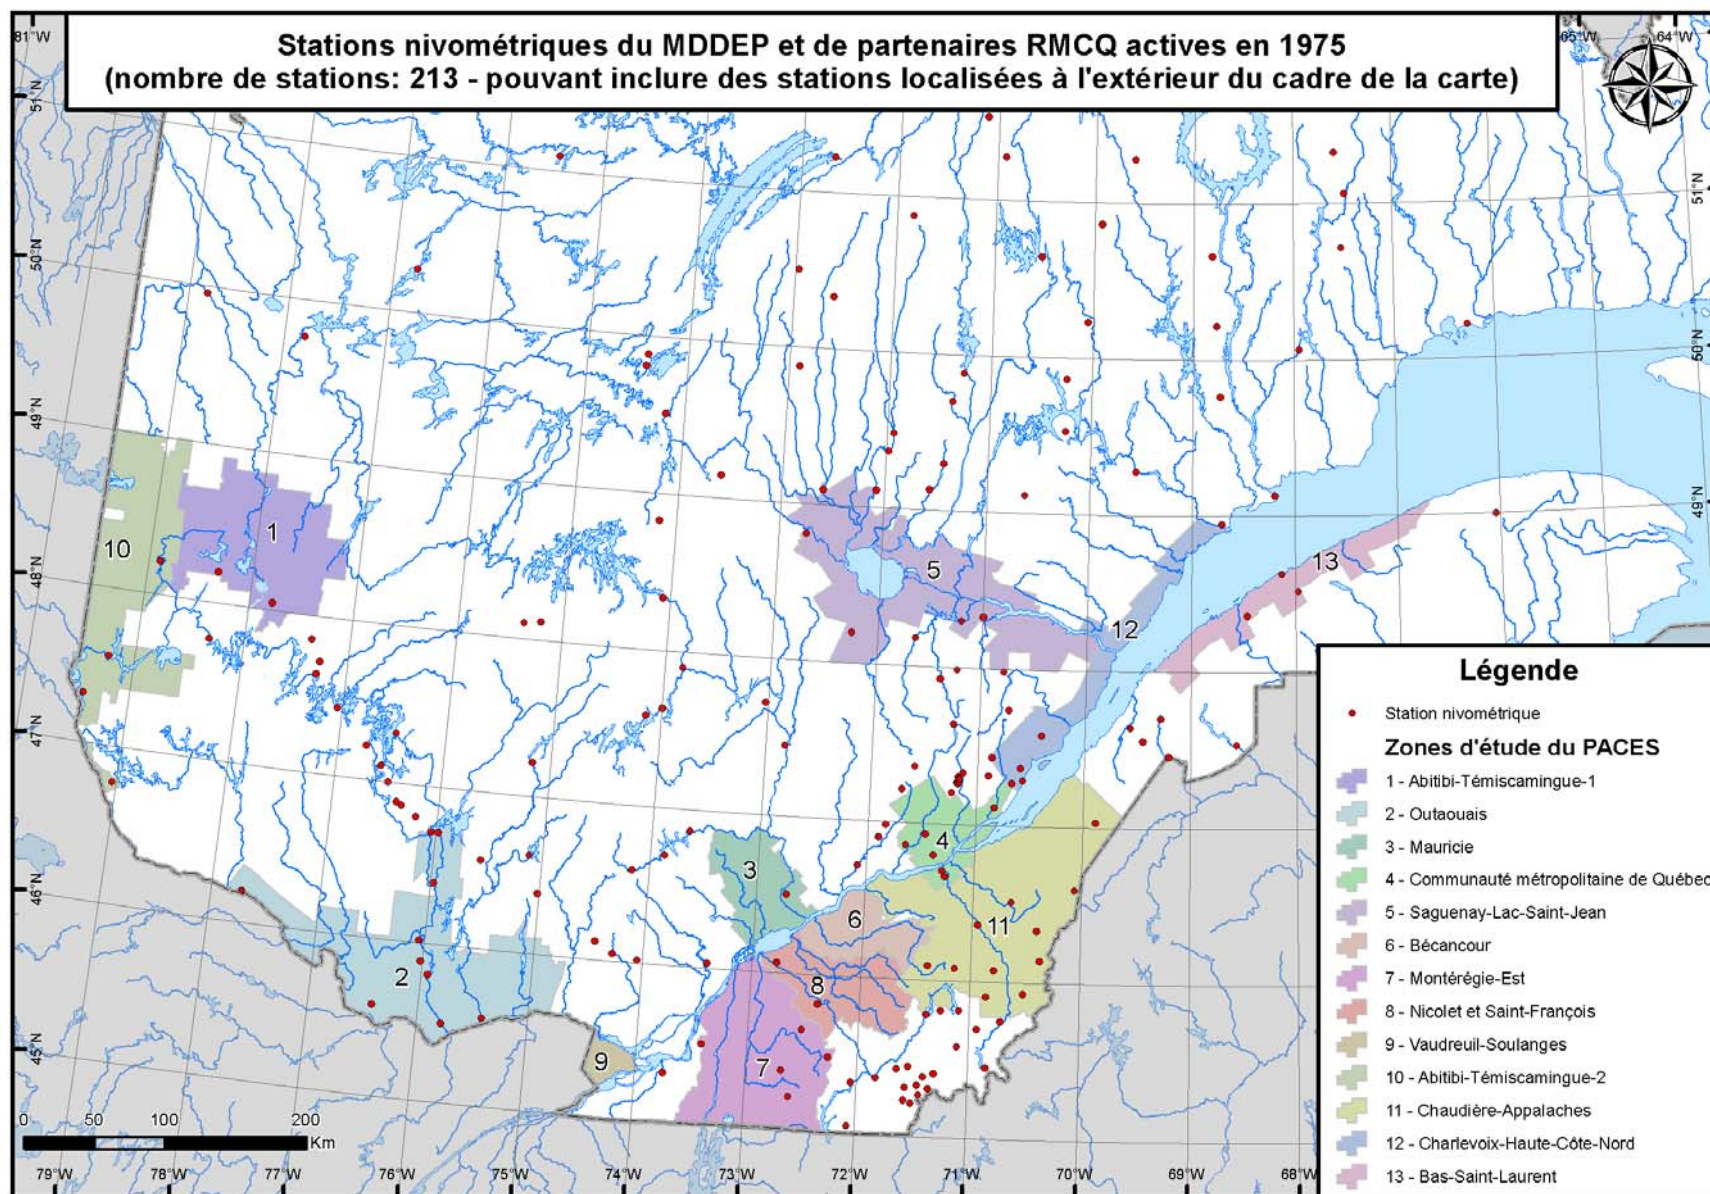 Stations nivométriques du MDDEP et de partenaires RMCQ actives en 1975
(nombre de stations: 213 - pouvant inclure des stations localisées à l'extérieur du cadre de la carte)
81°W
65°W
64°W
51°N
50°N
49°N
48°N
47°N
46°N
45°N
51°N
50°N
49°N
1
10
5
12
13
4
3
6
11
2
8
9
7
0 50 100 200
Km
79°W 78°W 77°W 76°W 75°W 74°W 73°W 72°W 71°W 70°W 69°W 68°W
Légende
Station nivométrique
Zones d'étude du PACES
1 - Abitibi-Témiscamingue-1
2 - Outaouais
3 - Mauricie
4 - Communauté métropolitaine de Québec
5 - Saguenay-Lac-Saint-Jean
6 - Bécancour
7 - Montérégie-Est
8 - Nicolet et Saint-François
9 - Vaudreuil-Soulanges
10 - Abitibi-Témiscamingue-2
11 - Chaudière-Appalaches
12 - Charlevoix-Haute-Côte-Nord
13 - Bas-Saint-Laurent